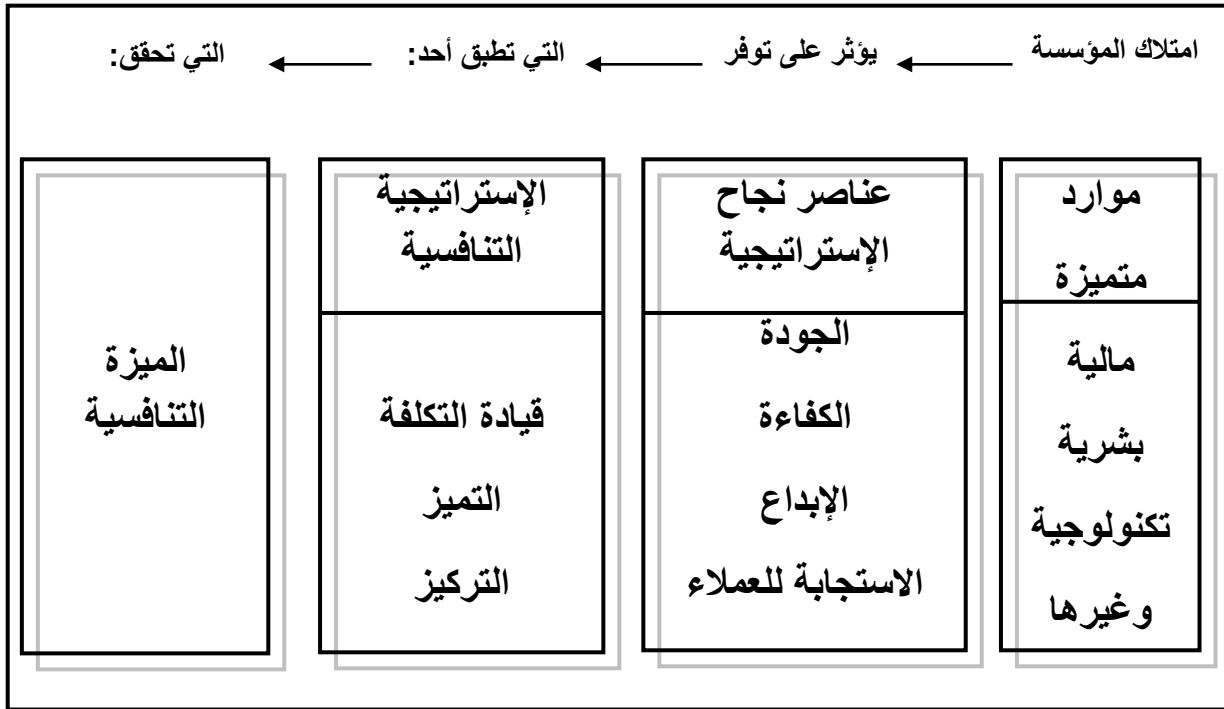 امتلاك المؤسسة
يؤثر على توفر
التي تطبق أحد:
التي تحقق:
موارد
متميزة
مالية
بشرية
تكنولوجية
وغيرها
عناصر نجاح
الإستراتيجية
الجودة
الكفاءة
الإبداع
الاستجابة للعملاء
الإستراتيجية
التنافسية
قيادة التكلفة
التميز
التركيز
الميزة
التنافسية